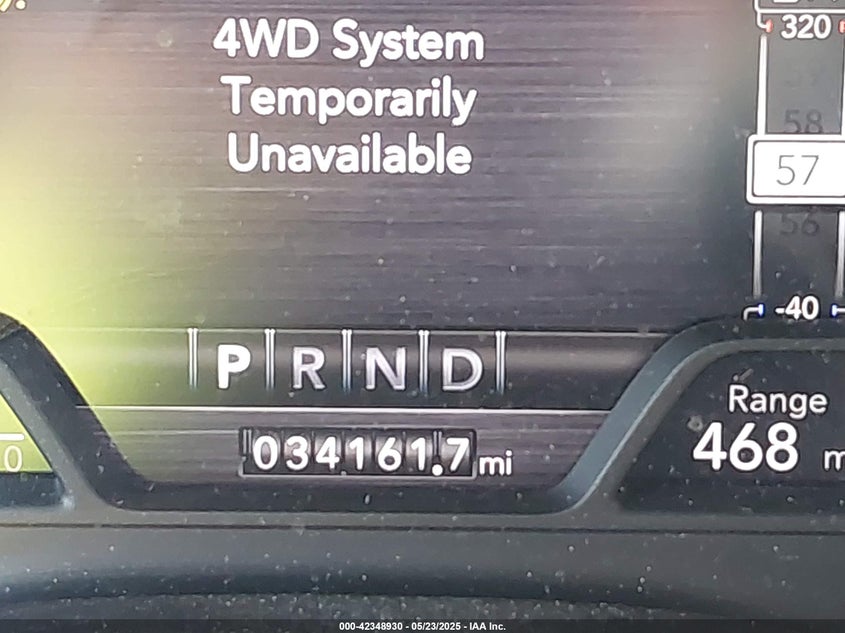 4WD System
Temporarily
Unavailable
320
58
57
56
-40
P R N D
034161.7 mi
Range
468 m
0
000-42348930 - 05/23/2025 - IAA Inc.